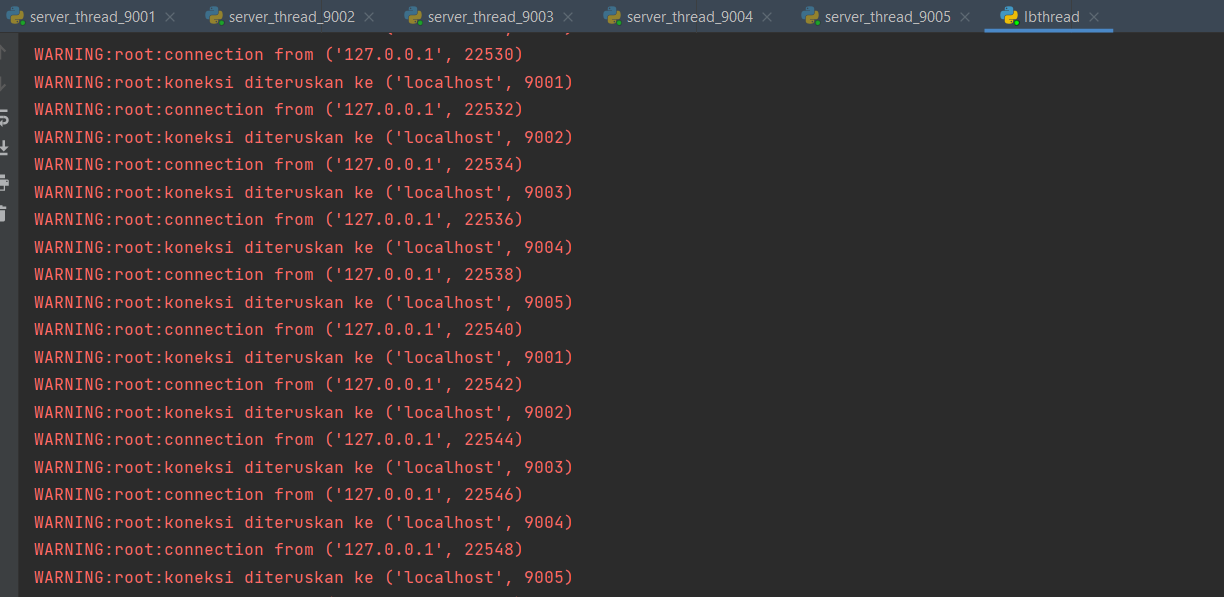 server_thread_9001 server_thread_9002 server_thread_9003 server_thread_9004 server_thread_9005 lbthread
WARNING:root:connection from ('127.0.0.1', 22530)
WARNING:root:koneksi diteruskan ke ('localhost', 9001)
WARNING:root:connection from ('127.0.0.1', 22532)
WARNING:root:koneksi diteruskan ke ('localhost', 9002)
WARNING:root:connection from ('127.0.0.1', 22534)
WARNING:root:koneksi diteruskan ke ('localhost', 9003)
WARNING:root:connection from ('127.0.0.1', 22536)
WARNING:root:koneksi diteruskan ke ('localhost', 9004)
WARNING:root:connection from ('127.0.0.1', 22538)
WARNING:root:koneksi diteruskan ke ('localhost', 9005)
WARNING:root:connection from ('127.0.0.1', 22540)
WARNING:root:koneksi diteruskan ke ('localhost', 9001)
WARNING:root:connection from ('127.0.0.1', 22542)
WARNING:root:koneksi diteruskan ke ('localhost', 9002)
WARNING:root:connection from ('127.0.0.1', 22544)
WARNING:root:koneksi diteruskan ke ('localhost', 9003)
WARNING:root:connection from ('127.0.0.1', 22546)
WARNING:root:koneksi diteruskan ke ('localhost', 9004)
WARNING:root:connection from ('127.0.0.1', 22548)
WARNING:root:koneksi diteruskan ke ('localhost', 9005)